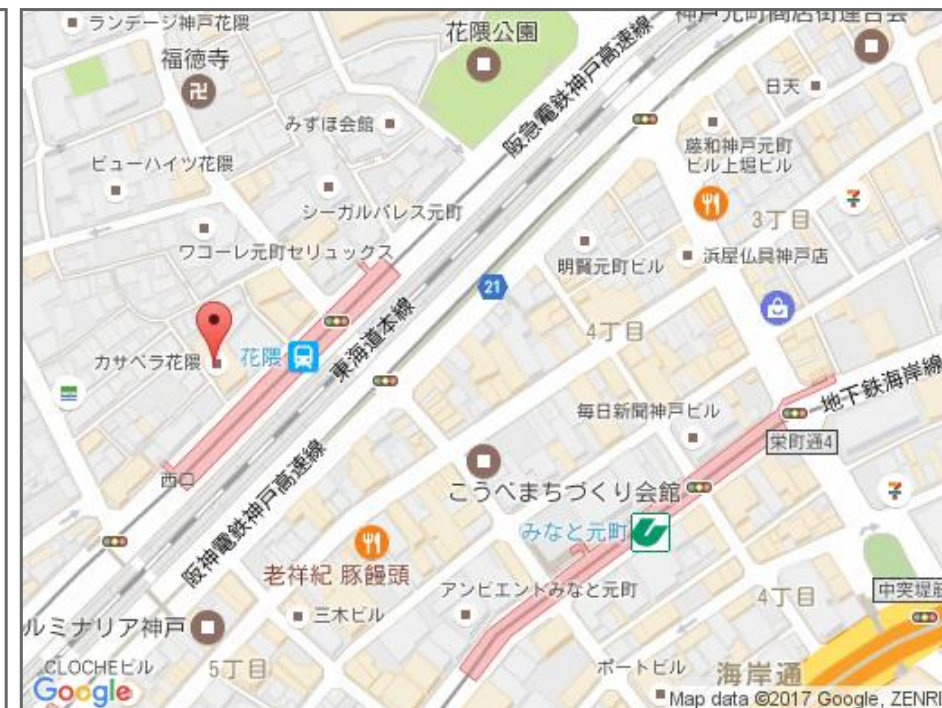 ランデージ神戸花隈
花隈公園
神戸元町商店街連合会
福徳寺
日天
阪急電鉄神戸高速線
みずほ会館
藤和神戸元町
ビル上堀ビル
ビューハイツ花隈
シーガルパレス元町
3丁目
ワコーレ元町セリュックス
明賢元町ビル
浜屋仏具神戸店
21
東海道本線
4丁目
カサベラ花隈
花隈
地下鉄海岸線
毎日新聞神戸ビル
栄町通4
西口
こうべまちづくり会館
阪神電鉄神戸高速線
みなと元町
老祥紀 豚饅頭
アンビエントみなと元町
4丁目
中突堤筋
三木ビル
ルミナリア神戸
CLOCHEビル
5丁目
ポートビル
海岸通
Google
Map data ©2017 Google, ZENRI